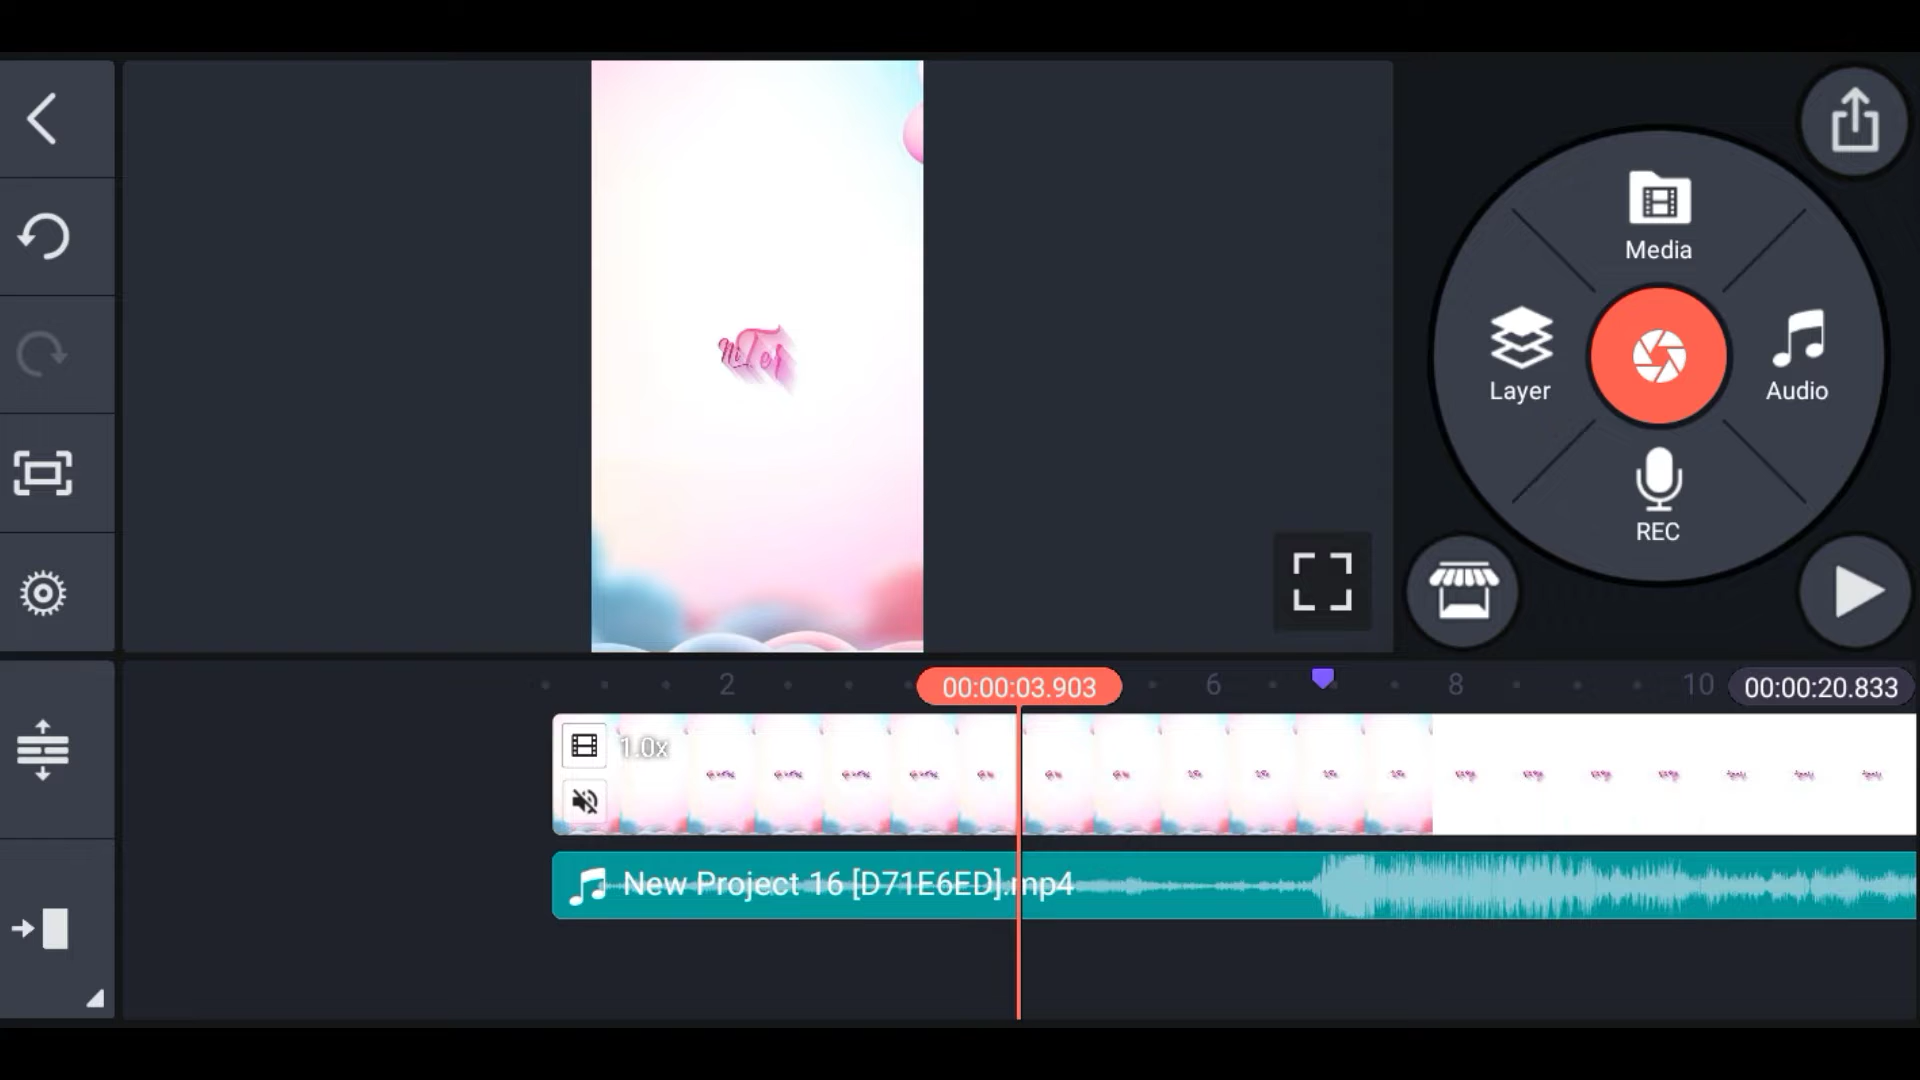 Media
Layer
Audio
REC
2
00:00:03.903
6
8
10
00:00:20.833
1.0x
New Project 16 [D71E6ED].mp4